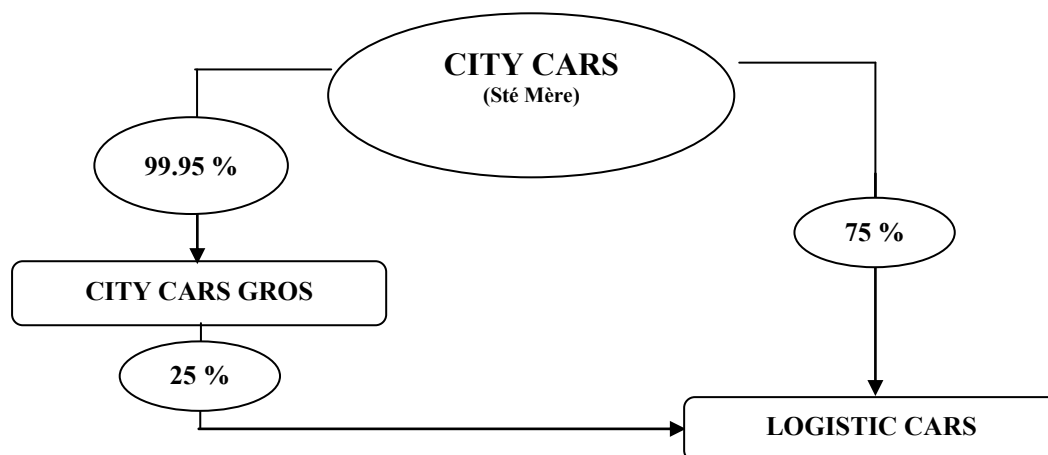 CITY CARS
(Sté Mère)
99.95 %
75 %
CITY CARS GROS
25 %
LOGISTIC CARS